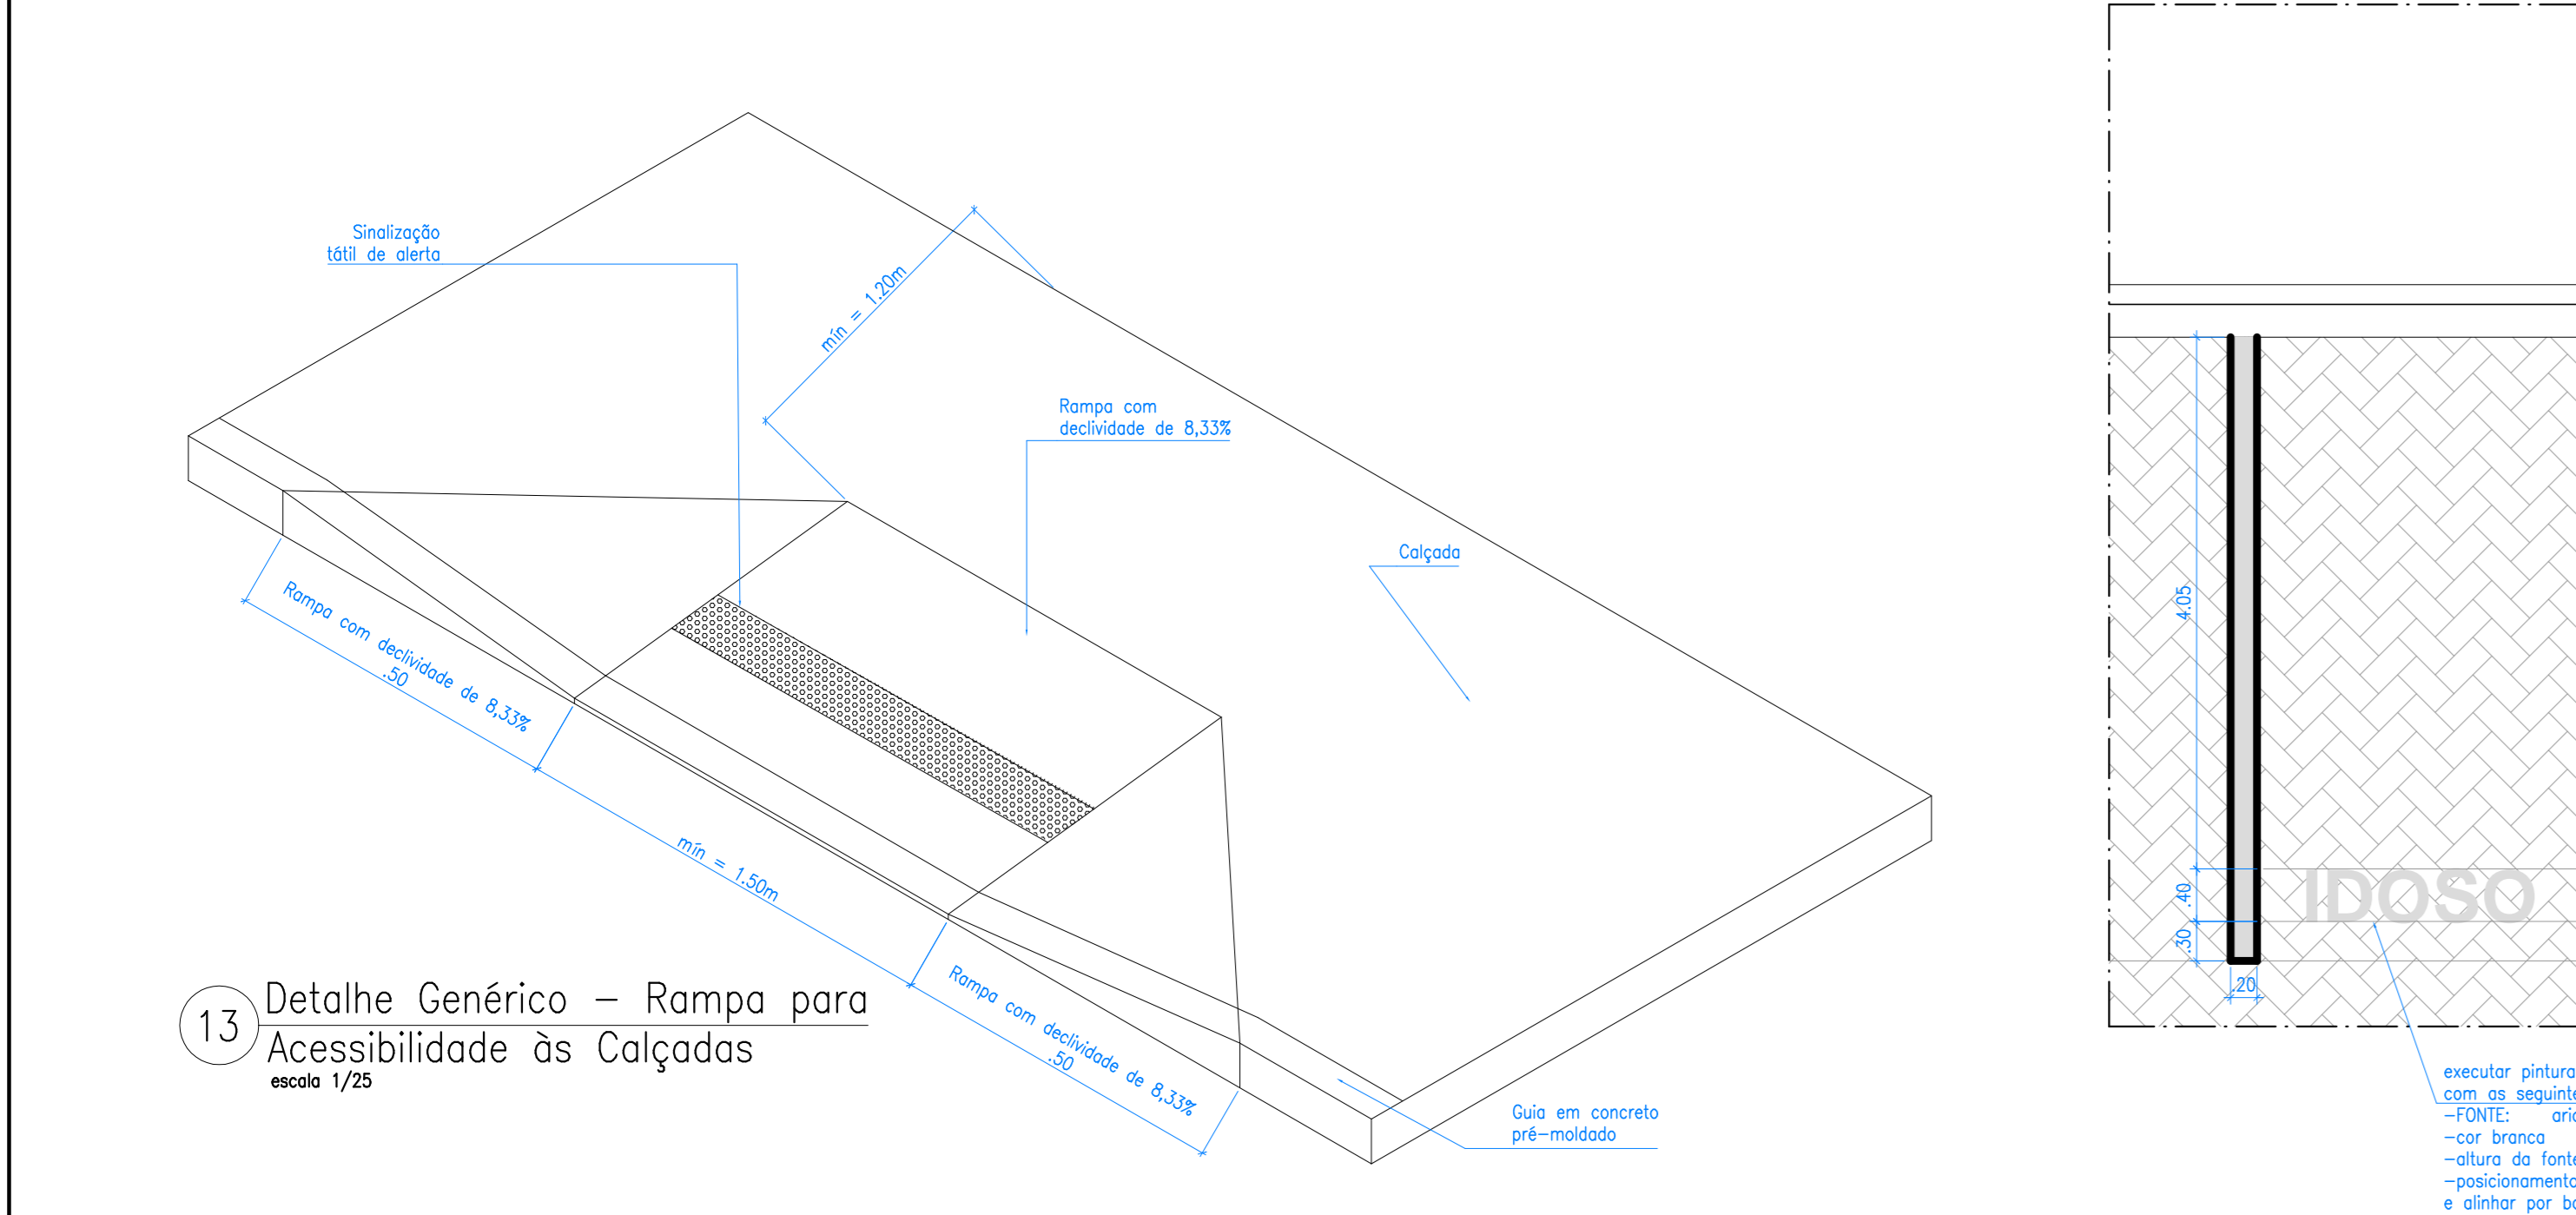 Sinalização
tátil de alerta
mín = 1.20m
Rampa com
declividade de 8,33%
Calçada
Rampa com declividade de 8,33%
.50
mín = 1.50m
Rampa com declividade de 8,33%
.50
Guia em concreto
pré-moldado
13
Detalhe Genérico - Rampa para
Acessibilidade às Calçadas
escala 1/25
4.05
.40
.30
.20
IDOSO
executar pintura
com as seguinte
-FONTE: aria
-cor branca
-altura da fonte
-posicionamento
e alinhar por ba